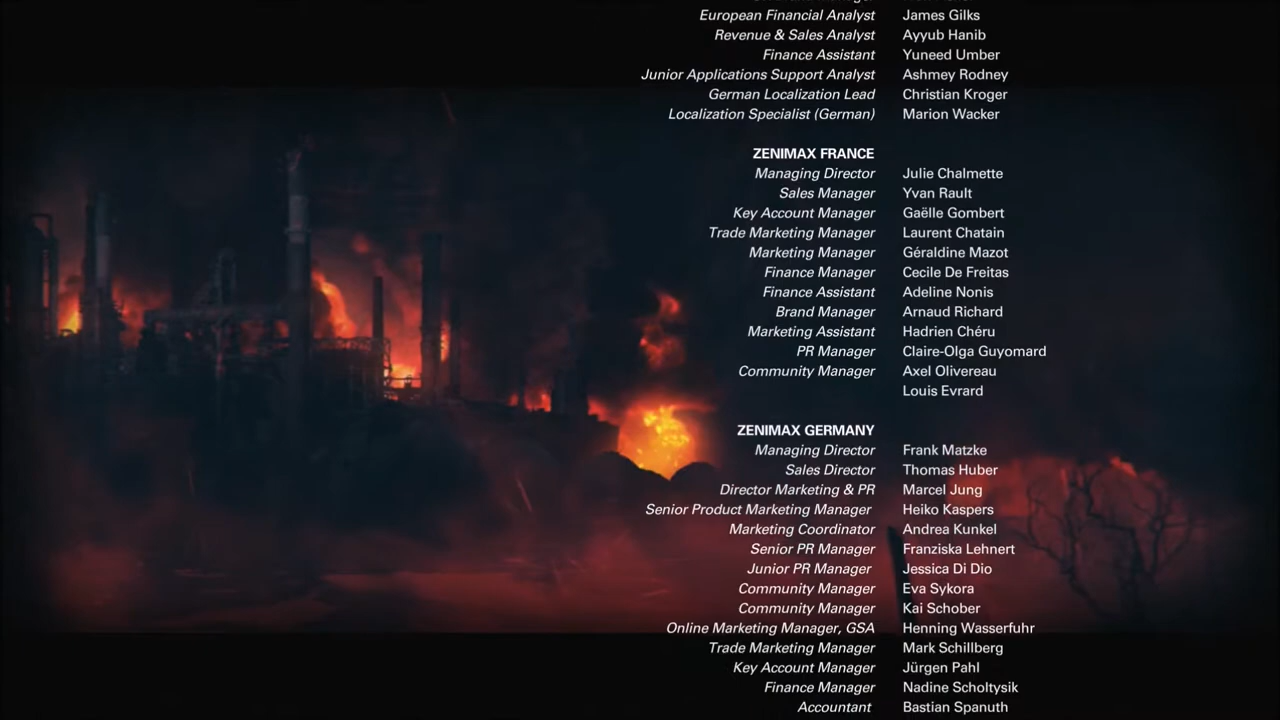 European Financial Analyst James Gilks
Revenue & Sales Analyst Ayyub Hanib
Finance Assistant Yuneed Umber
Junior Applications Support Analyst Ashmey Rodney
German Localization Lead Christian Kroger
Localization Specialist (German) Marion Wacker
ZENIMAX FRANCE
Managing Director Julie Chalmette
Sales Manager Yvan Rault
Key Account Manager Gaëlle Gombert
Trade Marketing Manager Laurent Chatain
Marketing Manager Géraldine Mazot
Finance Manager Cecile De Freitas
Finance Assistant Adeline Nonis
Brand Manager Arnaud Richard
Marketing Assistant Hadrien Chéru
PR Manager Claire-Olga Guyomard
Community Manager Axel Olivereau
Louis Evrard
ZENIMAX GERMANY
Managing Director Frank Matzke
Sales Director Thomas Huber
Director Marketing & PR Marcel Jung
Senior Product Marketing Manager Heiko Kaspers
Marketing Coordinator Andrea Kunkel
Senior PR Manager Franziska Lehnert
Junior PR Manager Jessica Di Dio
Community Manager Eva Sykora
Community Manager Kai Schober
Online Marketing Manager, GSA Henning Wasserfuhr
Trade Marketing Manager Mark Schillberg
Key Account Manager Jürgen Pahl
Finance Manager Nadine Scholtysik
Accountant Bastian Spanuth